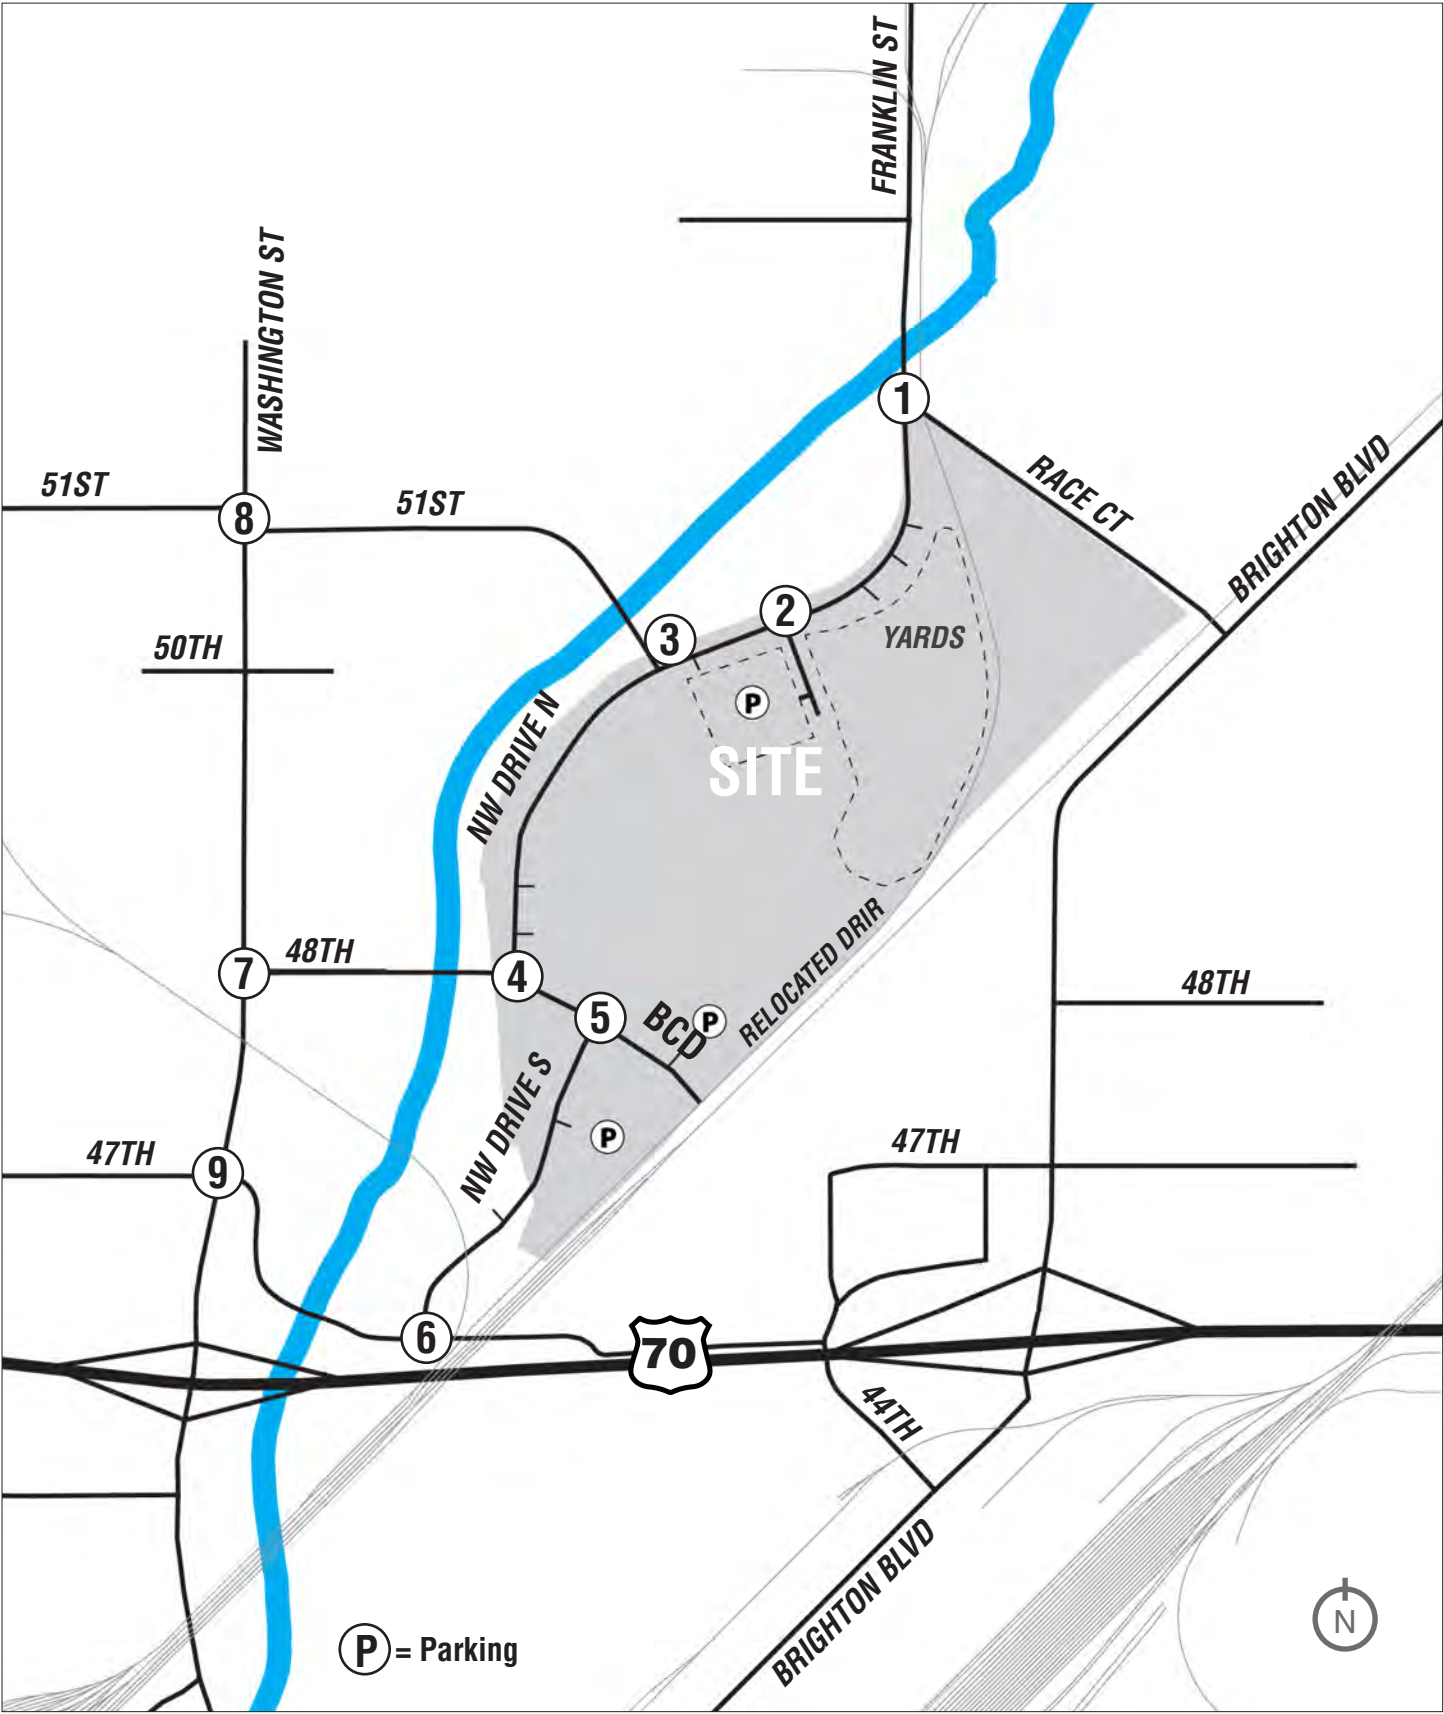 FRANKLIN ST
WASHINGTON ST
1
RACE CT
BRIGHTON BLVD
51ST
8
51ST
2
3
YARDS
50TH
P
NW DRIVE N
SITE
RELOCATED DRIR
7
48TH
4
48TH
5
BCD
P
NW DRIVE S
P
47TH
47TH
9
6
70
44TH
BRIGHTON BLVD
N
P = Parking